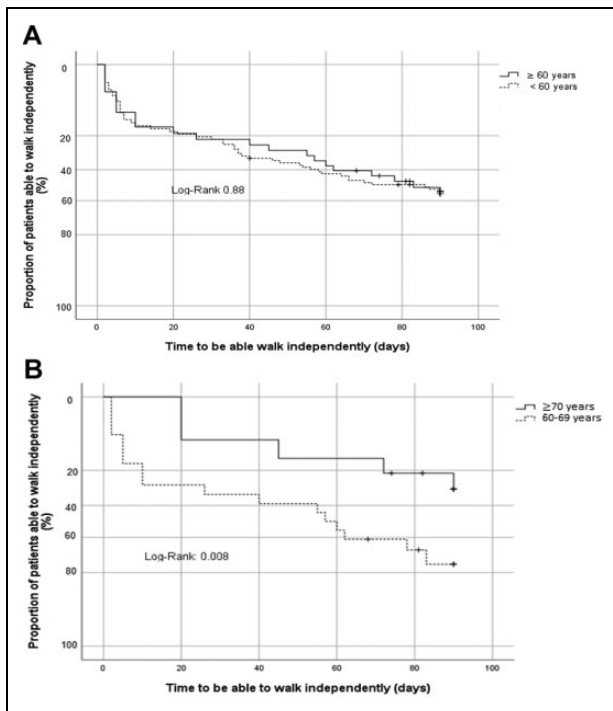 A
Proportion of patients able to walk independently
(%)
0
20
40
60
80
100
≥ 60 years
< 60 years
Log-Rank 0.88
0 20 40 60 80 100
Time to be able walk independently (days)
B
Proportion of patients able to walk independently
(%)
0
20
40
60
80
100
≥70 years
60-69 years
Log-Rank: 0.008
0 20 40 60 80 100
Time to be able to walk independently (days)